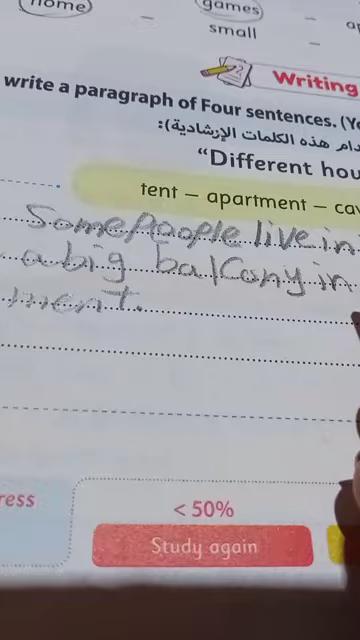 home – games –
small –
Writing
write a paragraph of Four sentences.
دام هذه الكلمات الإرشادية):
"Different hou
tent – apartment – cav
Some People live in
a big balcony in
ment.
ress
< 50%
Study again